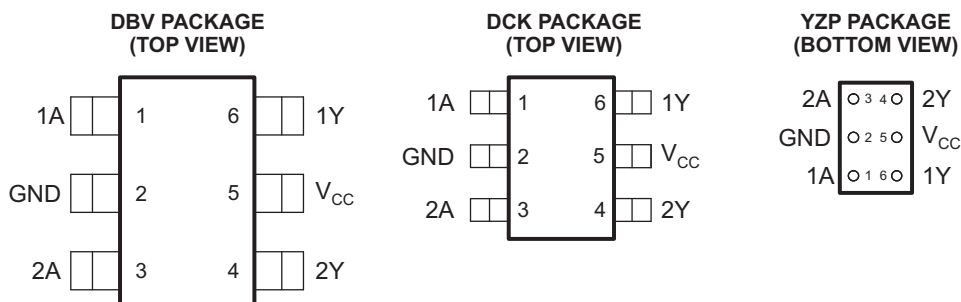 DBV PACKAGE
(TOP VIEW)
1A 1 6 1Y
GND 2 5 VCC
2A 3 4 2Y
DCK PACKAGE
(TOP VIEW)
1A 1 6 1Y
GND 2 5 VCC
2A 3 4 2Y
YZP PACKAGE
(BOTTOM VIEW)
2A 3 4 2Y
GND 2 5 VCC
1A 1 6 1Y